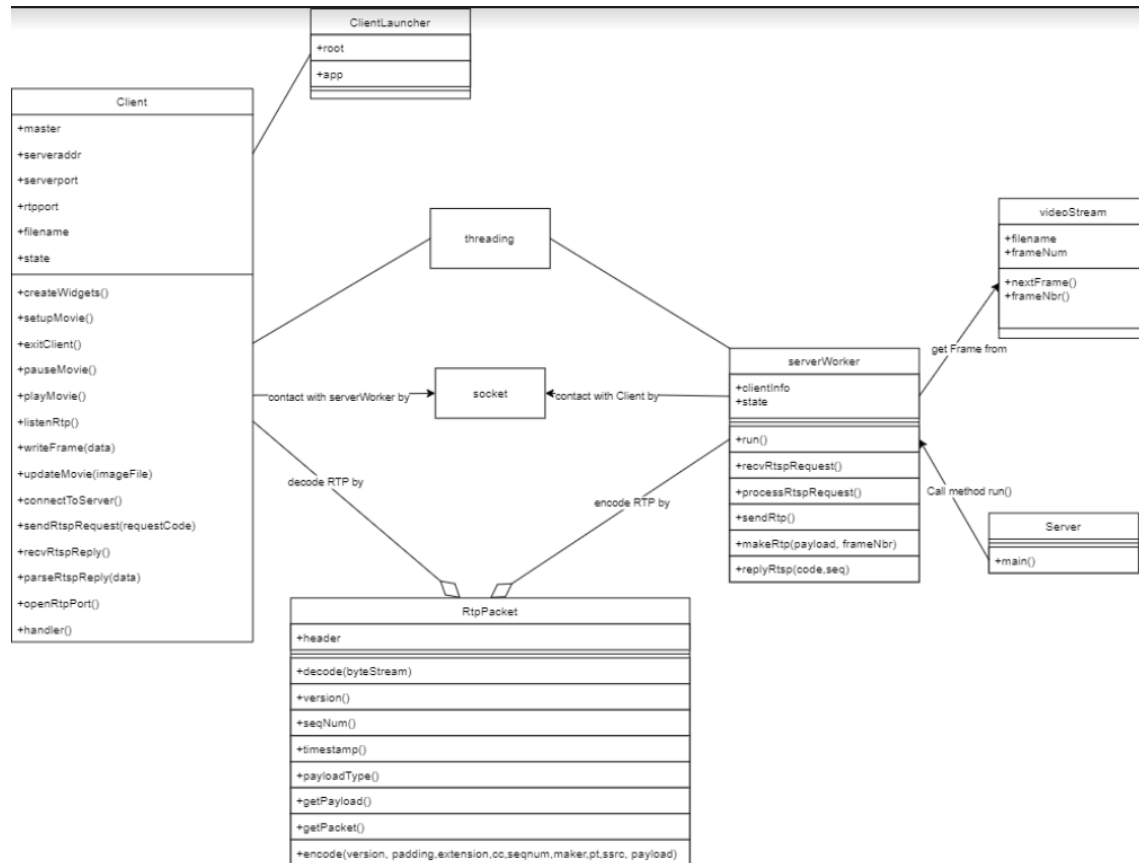 ClientLauncher
+root
+app
Client
+master
+serveraddr
+serverport
+rtpport
+filename
+state
+createWidgets()
+setupMovie()
+exitClient()
+pauseMovie()
+playMovie()
+listenRtp()
+writeFrame(data)
+updateMovie(imageFile)
+connectToServer()
+sendRtspRequest(requestCode)
+recvRtspReply()
+parseRtspReply(data)
+openRtpPort()
+handler()
threading
contact with serverWorker by
socket
contact with Client by
decode RTP by
encode RTP by
videoStream
+filename
+frameNum
+nextFrame()
+frameNbr()
get Frame from
serverWorker
+clientInfo
+state
+run()
+recvRtspRequest()
+processRtspRequest()
+sendRtp()
+makeRtp(payload, frameNbr)
+replyRtsp(code,seq)
Call method run()
Server
+main()
RtpPacket
+header
+decode(byteStream)
+version()
+seqNum()
+timestamp()
+payloadType()
+getPayload()
+getPacket()
+encode(version, padding,extension,cc,seqnum,maker,pt,ssrc, payload)